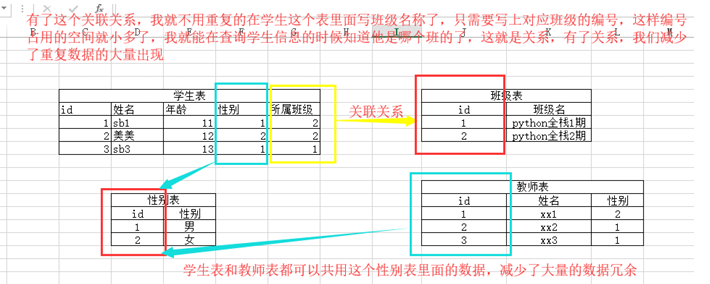 有了这个关联关系，我就不用重复的在学生这个表里面写班级名称了，只需要写上对应班级的编号，这样编号
占用的空间就小多了，我就能在查询学生信息的时候知道他是哪个班的了，这就是关系，有了关系，我们减少
了重复数据的大量出现
B C D E F G H I J K L M
学生表
id 姓名 年龄 性别 所属班级
1 sb1 11 1 2
2 美美 12 2 2
3 sb3 13 1 1
关联关系
班级表
id 班级名
1 python全栈1期
2 python全栈2期
性别表
id 性别
1 男
2 女
教师表
id 姓名 性别
1 xx1 2
2 xx2 1
3 xx3 1
学生表和教师表都可以共用这个性别表里面的数据，减少了大量的数据冗余